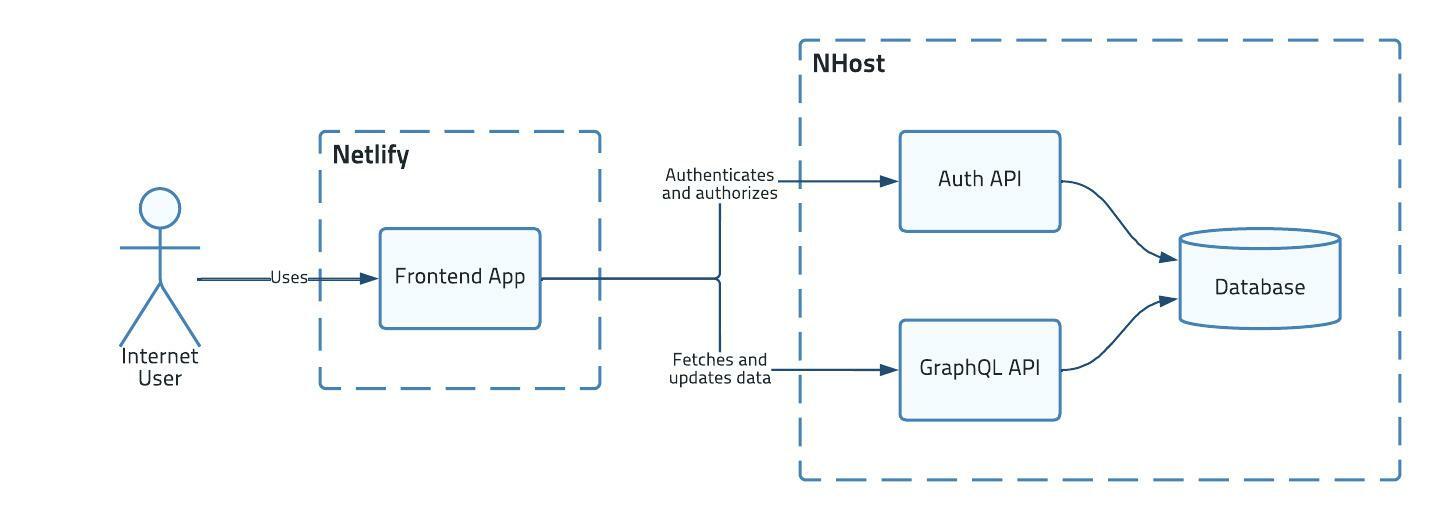 NHost
Netlify
Authenticates
and authorizes
Auth API
Uses
Frontend App
Database
Internet
User
Fetches and
updates data
GraphQL API